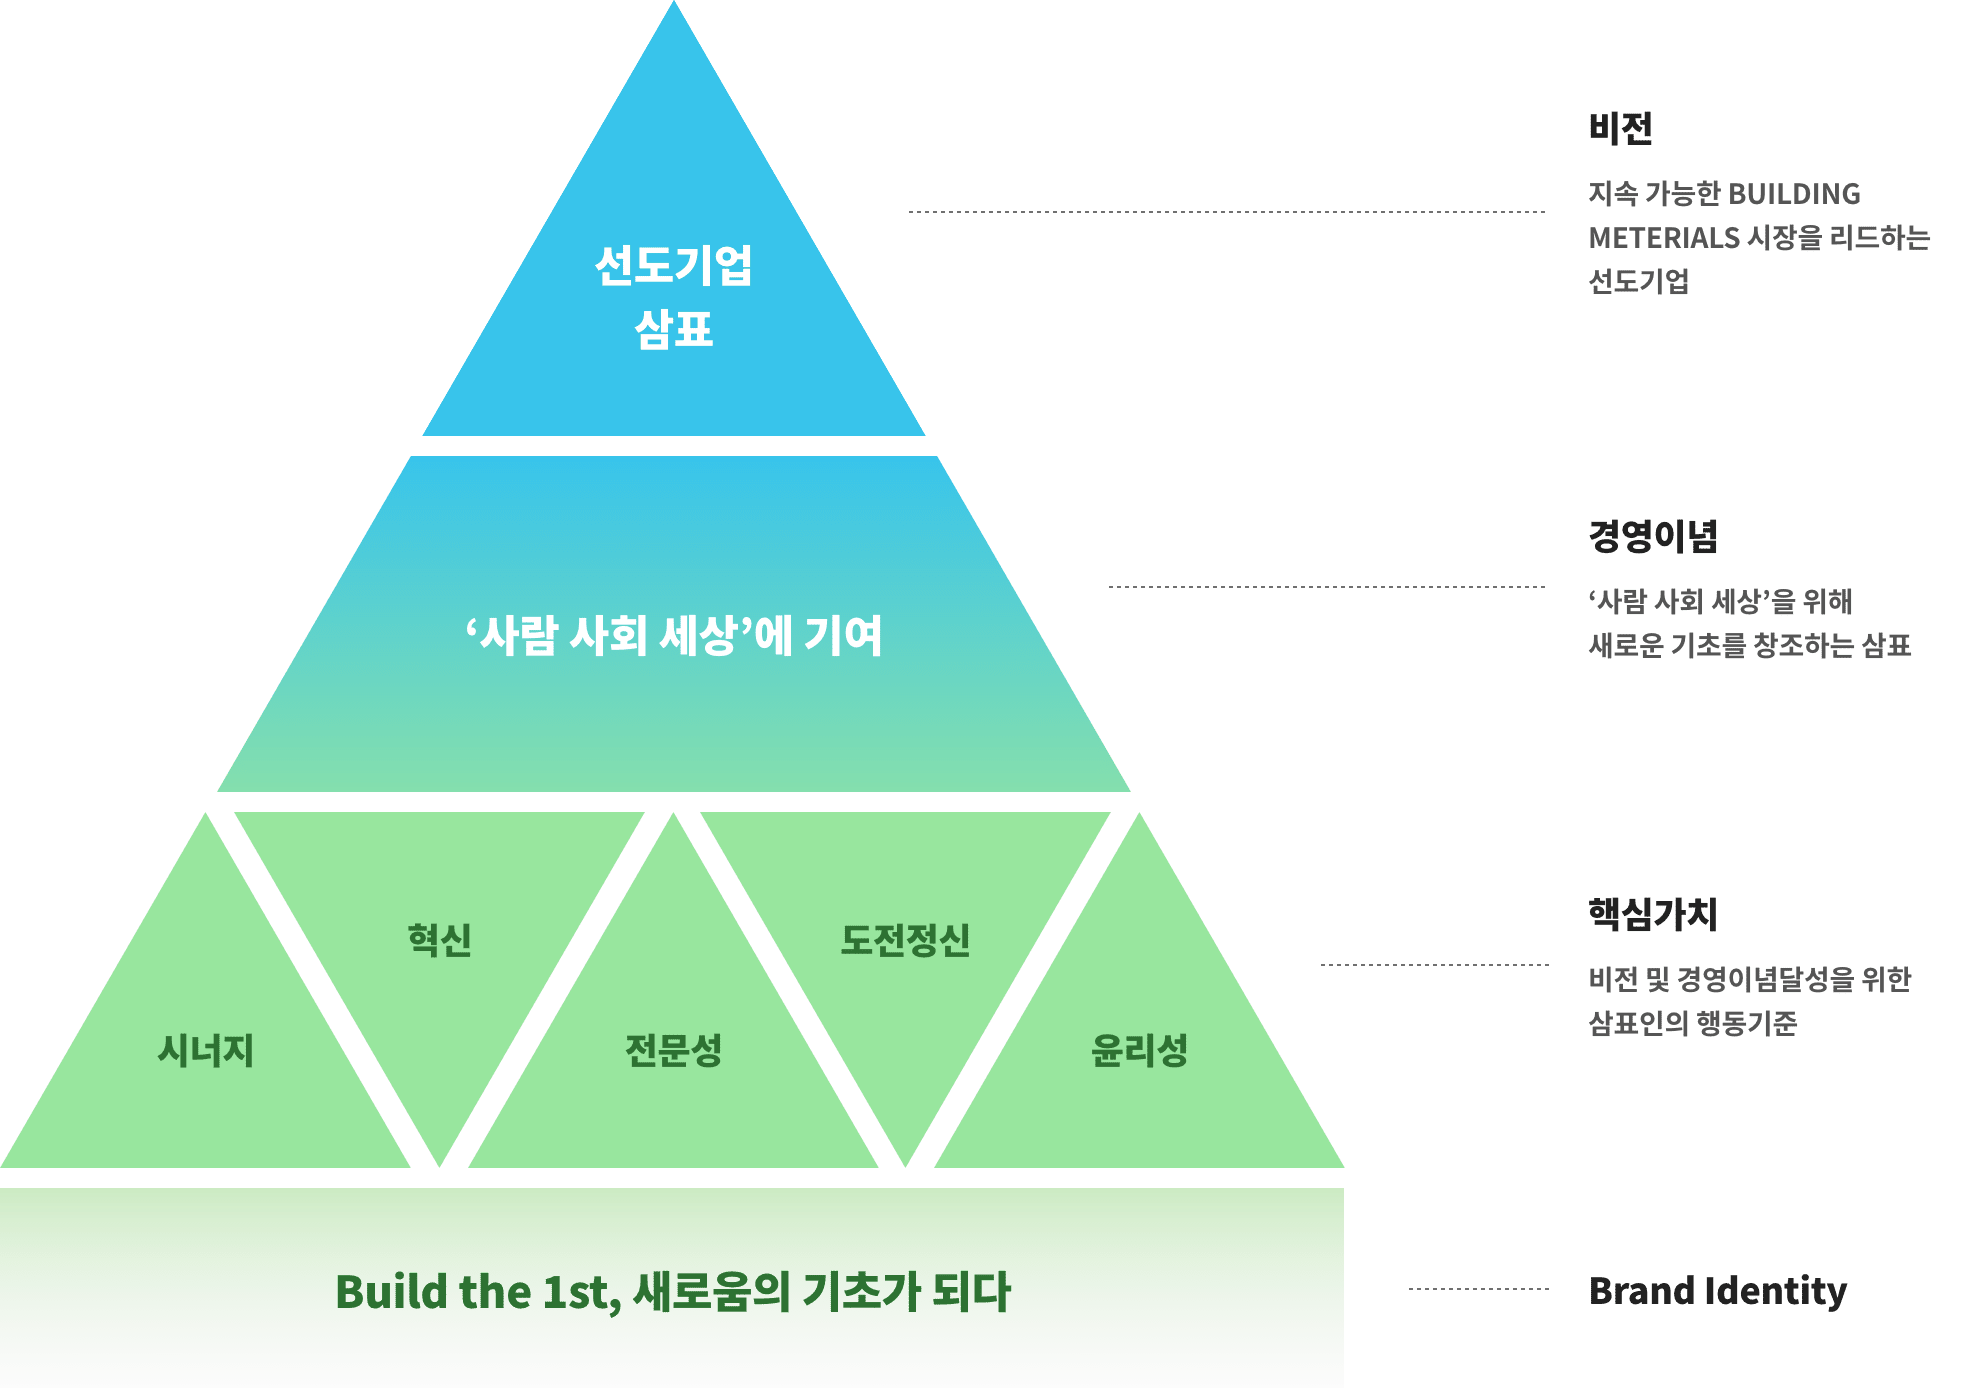 선도기업
삼표
비전
지속 가능한 BUILDING
METERIALS 시장을 리드하는
선도기업
‘사람 사회 세상’에 기여
경영이념
‘사람 사회 세상’을 위해
새로운 기초를 창조하는 삼표
시너지
혁신
전문성
도전정신
윤리성
핵심가치
비전 및 경영이념달성을 위한
삼표인의 행동기준
Build the 1st, 새로움의 기초가 되다
Brand Identity